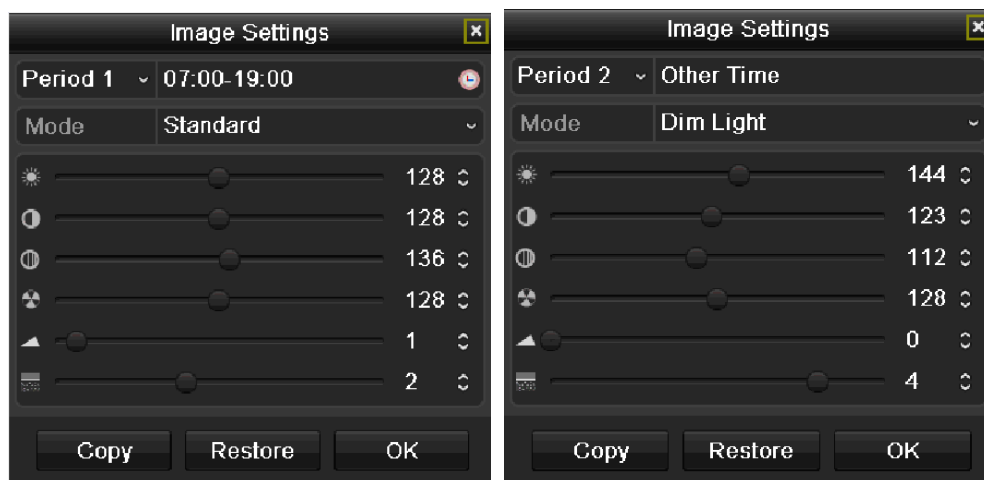 Image Settings
Period 1 07:00-19:00
Mode Standard
128
128
136
128
1
2
Copy Restore OK
Image Settings
Period 2 Other Time
Mode Dim Light
144
123
112
128
0
4
Copy Restore OK